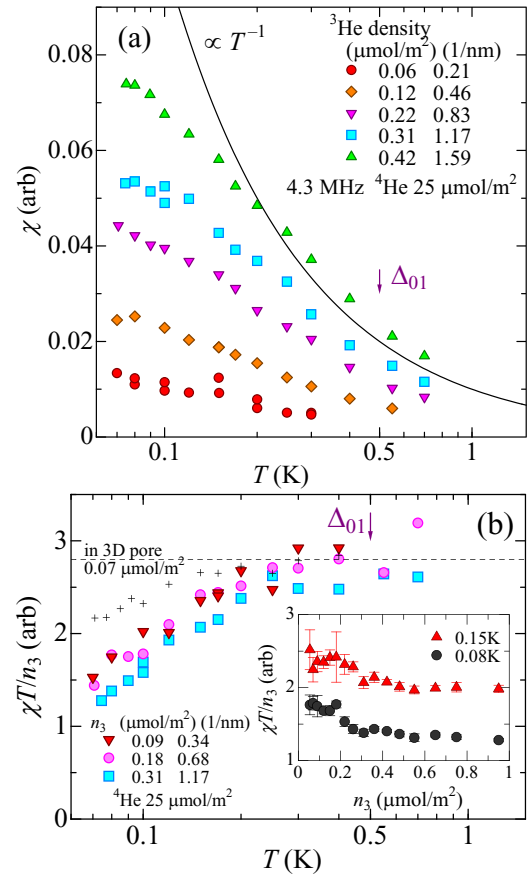 (a)
∝ T⁻¹
³He density
(μmol/m²) (1/nm)
0.06 0.21
0.12 0.46
0.22 0.83
0.31 1.17
0.42 1.59
4.3 MHz ⁴He 25 μmol/m²
Δ₀₁
0.08
0.06
0.04
0.02
0
χ (arb)
0.1
0.5
1
T (K)
(b)
Δ₀₁
in 3D pore
0.07 μmol/m²
3
2
1
0
χT/n₃ (arb)
n₃ (μmol/m²) (1/nm)
0.09 0.34
0.18 0.68
0.31 1.17
⁴He 25 μmol/m²
0.1
0.5
1
T (K)
0.15K
0.08K
3
2
1
χT/n₃ (arb)
0
0.2
0.4
0.6
0.8
1
n₃ (μmol/m²)